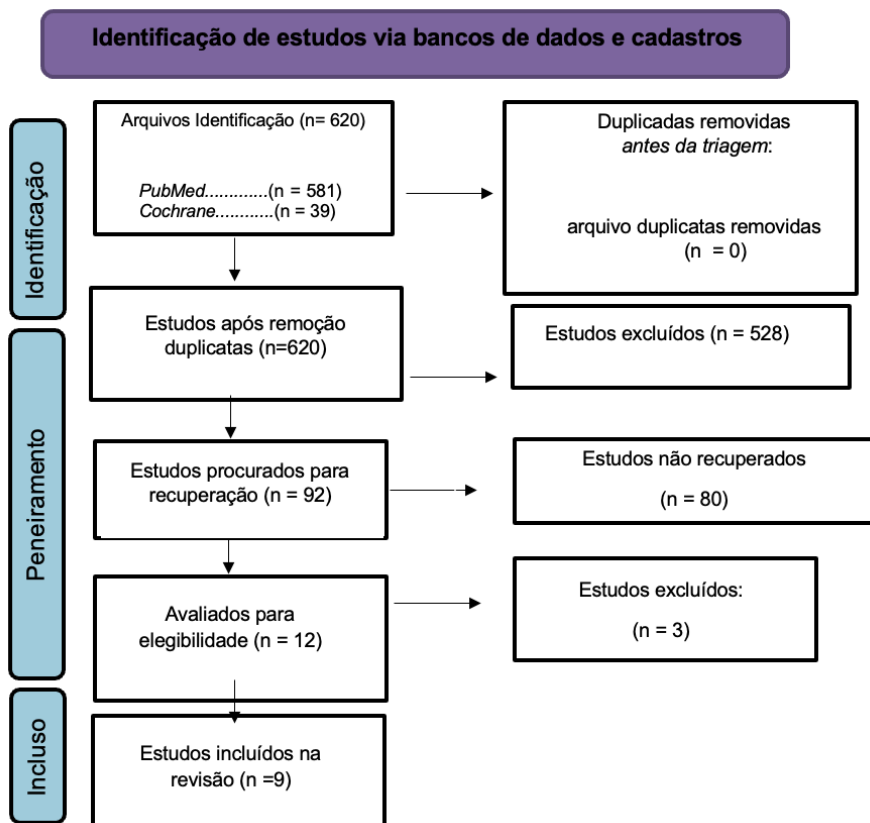 Identificação de estudos via bancos de dados e cadastros
Identificação
Arquivos Identificação (n= 620)
PubMed............(n = 581)
Cochrane............(n = 39)
Duplicadas removidas
antes da triagem:
arquivo duplicatas removidas
(n = 0)
Peneiramento
Estudos após remoção
duplicatas (n=620)
Estudos excluídos (n = 528)
Estudos procurados para
recuperação (n = 92)
Estudos não recuperados
(n = 80)
Avaliados para
elegibilidade (n = 12)
Estudos excluídos:
(n = 3)
Incluso
Estudos incluídos na
revisão (n =9)